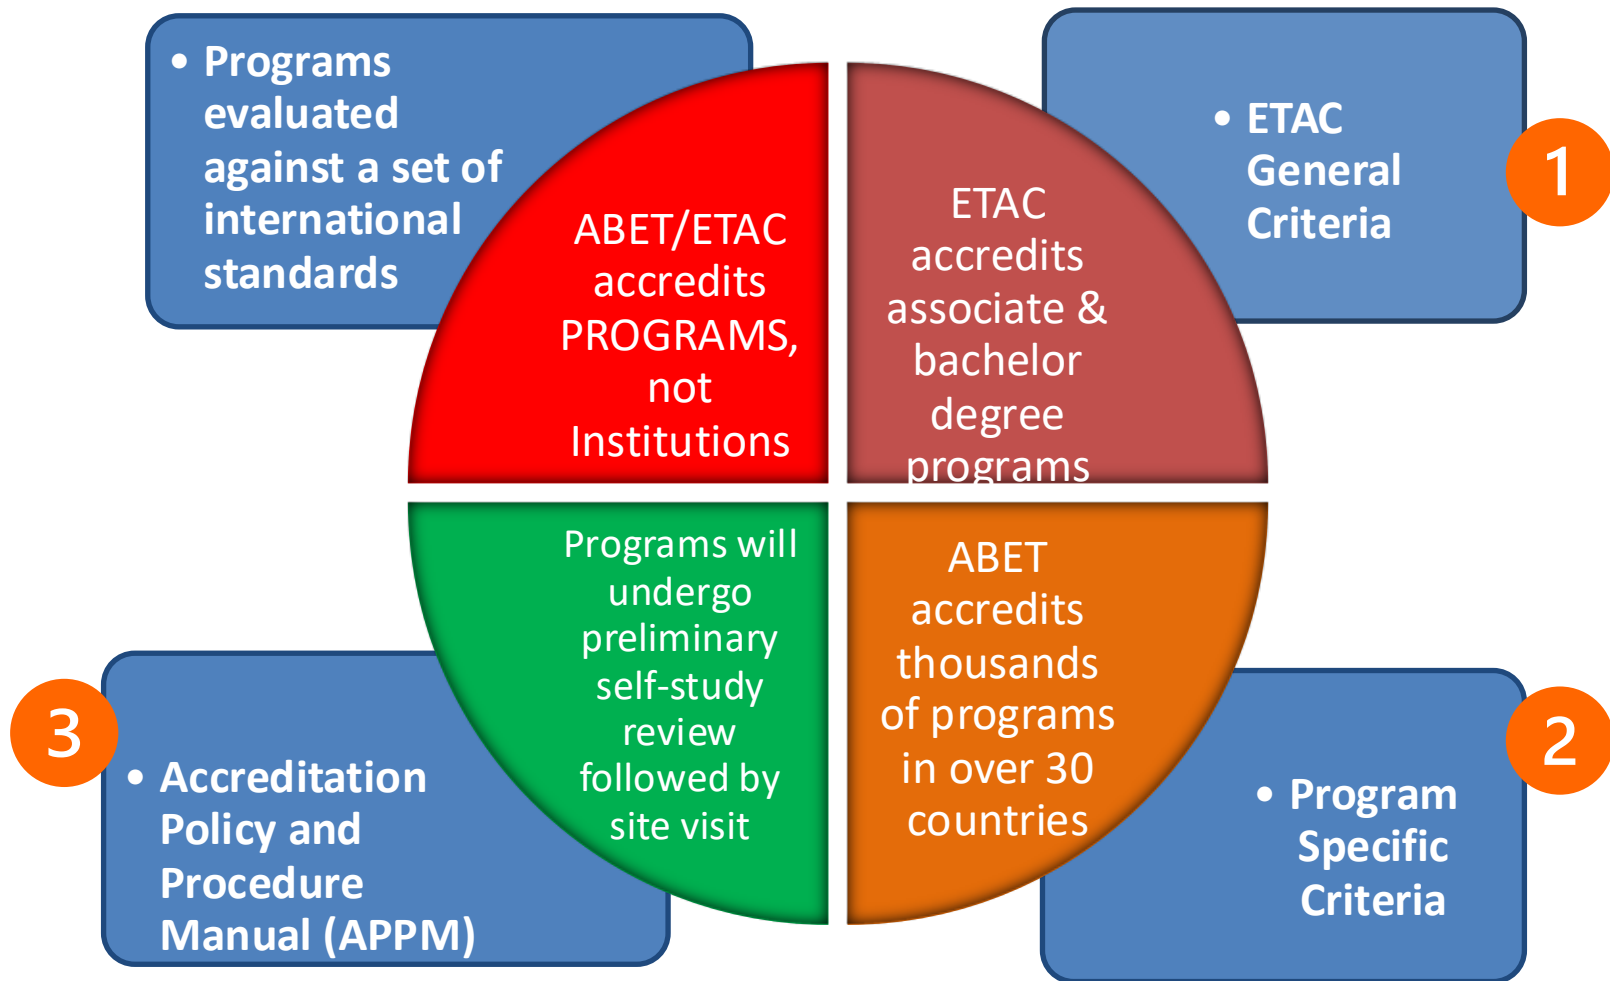 • Programs
evaluated
against a set of
international
standards
ABET/ETAC
accredits
PROGRAMS,
not
Institutions
ETAC
accredits
associate &
bachelor
degree
programs
• ETAC
General
Criteria
1
3
• Accreditation
Policy and
Procedure
Manual (APPM)
Programs will
undergo
preliminary
self-study
review
followed by
site visit
ABET
accredits
thousands
of programs
in over 30
countries
2
• Program
Specific
Criteria